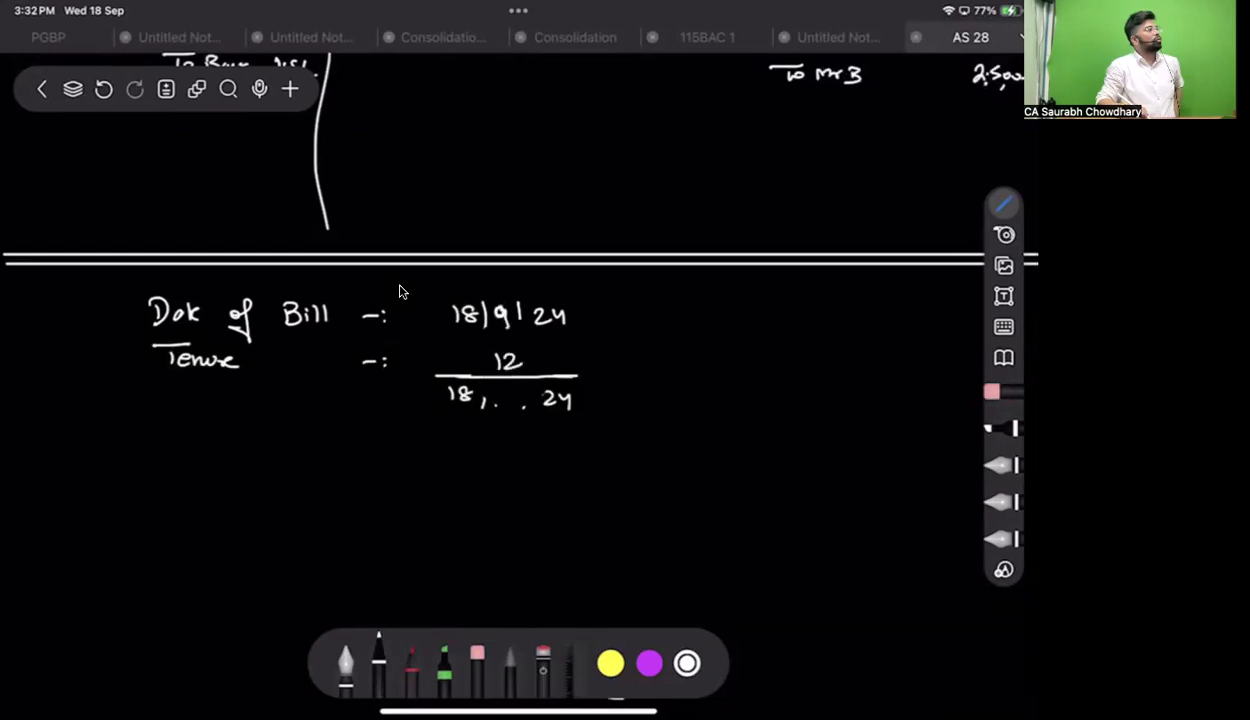 3:32 PM Wed 18 Sep
77%
PGBP
Untitled Not...
Untitled Not...
Consolidatio...
Consolidation
115BAC 1
Untitled Not...
AS 28
To Mr B
CA Saurabh Chowdhary
Date of Bill -: 18/9/24
Tenure -: 12
18, . . 24